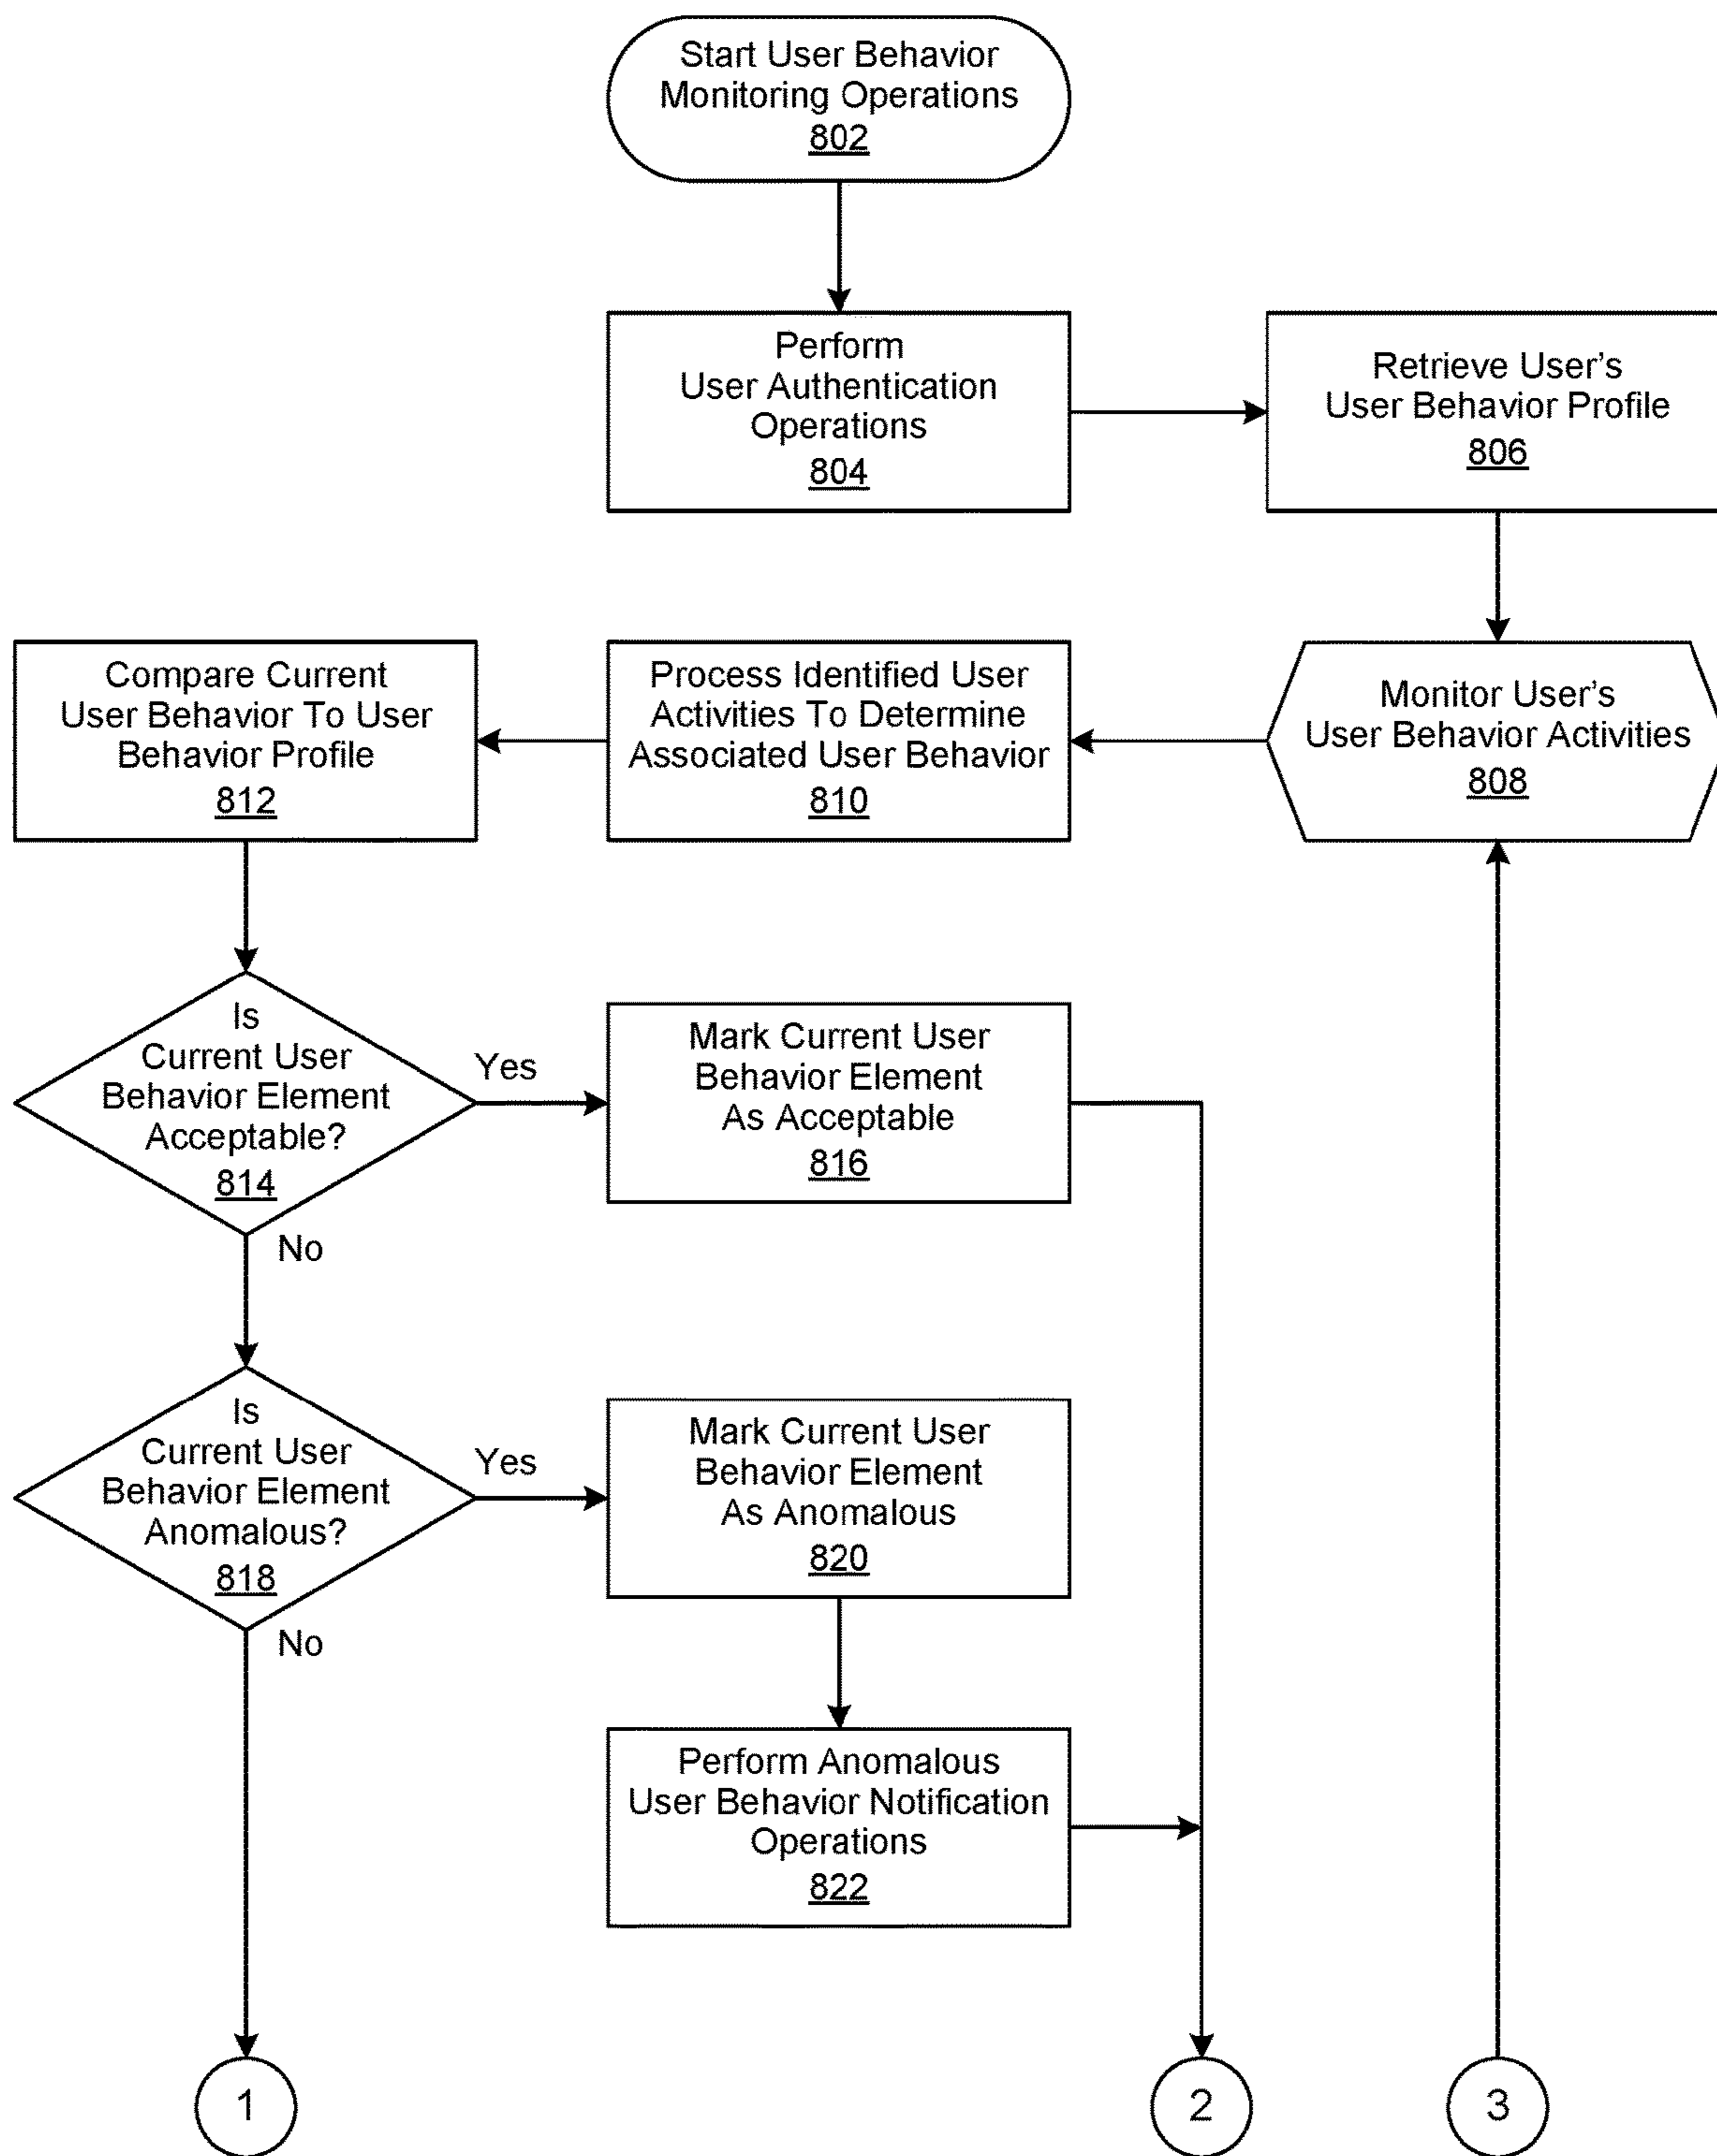 Start User Behavior
Monitoring Operations
802
Perform
User Authentication
Operations
804
Retrieve User's
User Behavior Profile
806
Compare Current
User Behavior To User
Behavior Profile
812
Process Identified User
Activities To Determine
Associated User Behavior
810
Monitor User's
User Behavior Activities
808
Is
Current User
Behavior Element
Acceptable?
814
Yes
No
Mark Current User
Behavior Element
As Acceptable
816
Is
Current User
Behavior Element
Anomalous?
818
Yes
No
Mark Current User
Behavior Element
As Anomalous
820
Perform Anomalous
User Behavior Notification
Operations
822
1
2
3